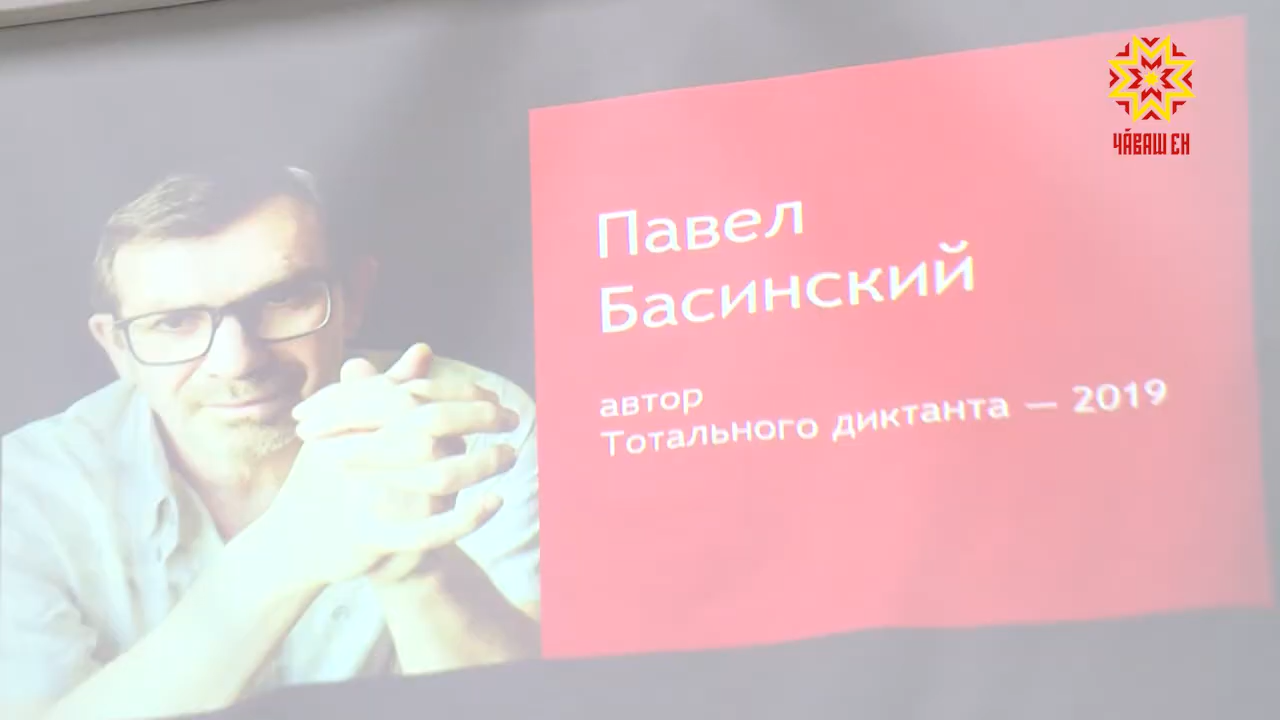 ЧӐВАШ ЕН
Павел
Басинский
автор
Тотального диктанта — 2019